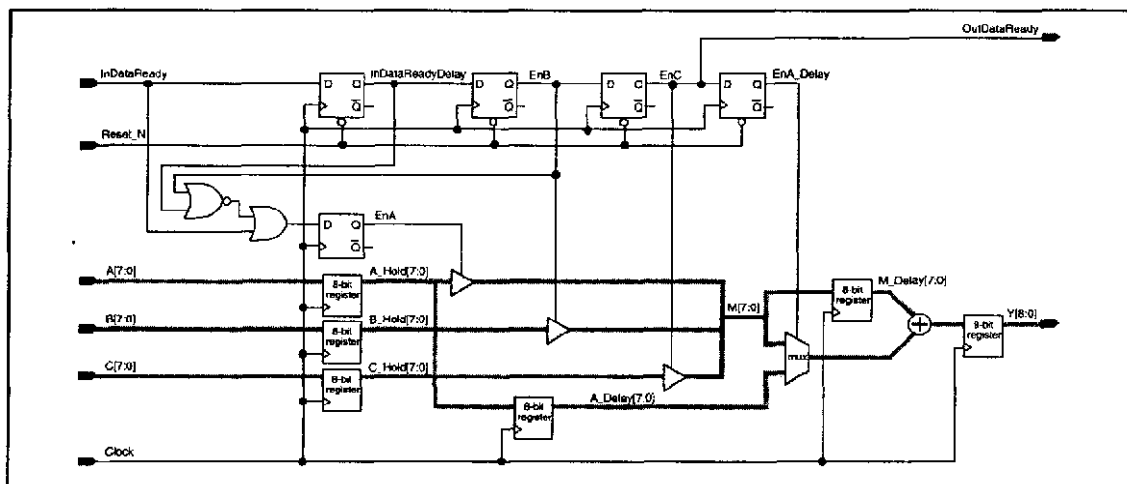 OutDataReady
InDataReady
D Q
Q
InDataReadyDelay
D Q
Q
EnB
D Q
Q
EnC
D Q
Q
EnA_Delay
Reset_N
D Q
Q
EnA
A[7:0]
8-bit
register
A_Hold[7:0]
B[7:0]
8-bit
register
B_Hold[7:0]
C[7:0]
8-bit
register
C_Hold[7:0]
M[7:0]
8-bit
register
M_Delay[7:0]
mux
8-bit
register
Y[8:0]
8-bit
register
A_Delay[7:0]
Clock